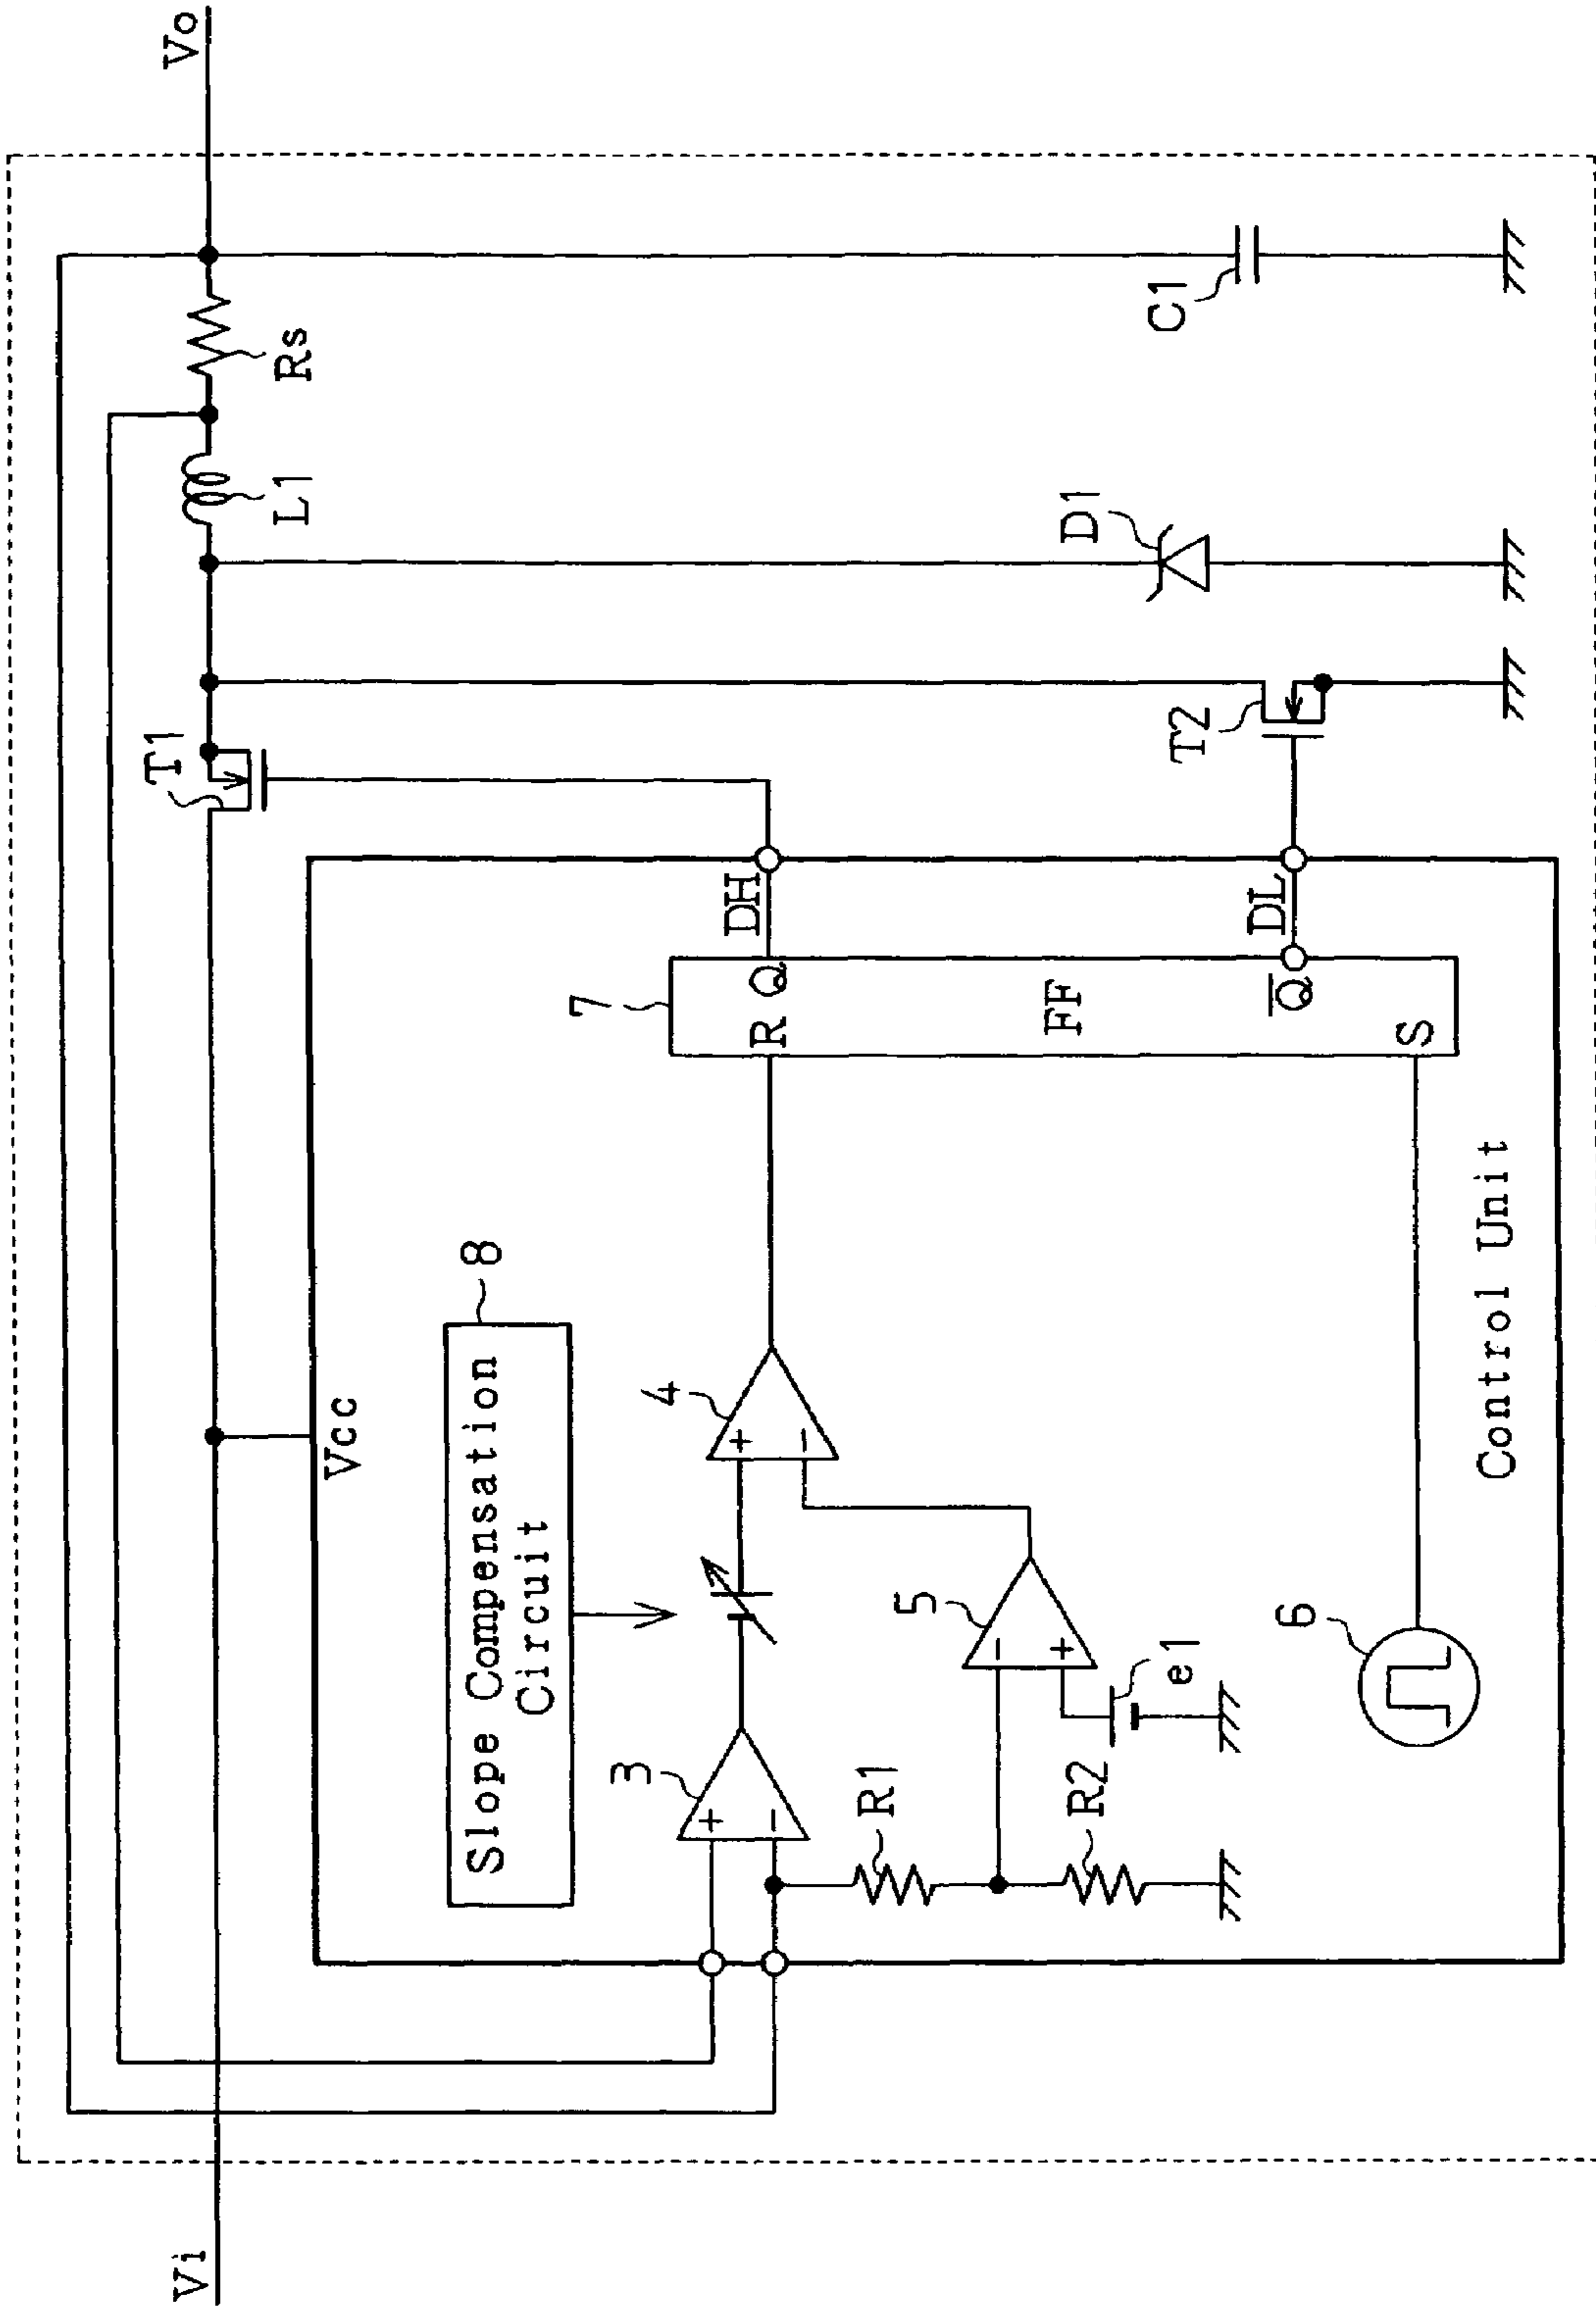 Vi
Vo
T1
L1
Rs
Vcc
Slope Compensation
Circuit
8
3
+
−
4
+
−
7
R
Q
DH
FF
Q̅
DL
S
T2
D1
C1
R1
R2
5
−
+
e1
6
Control Unit